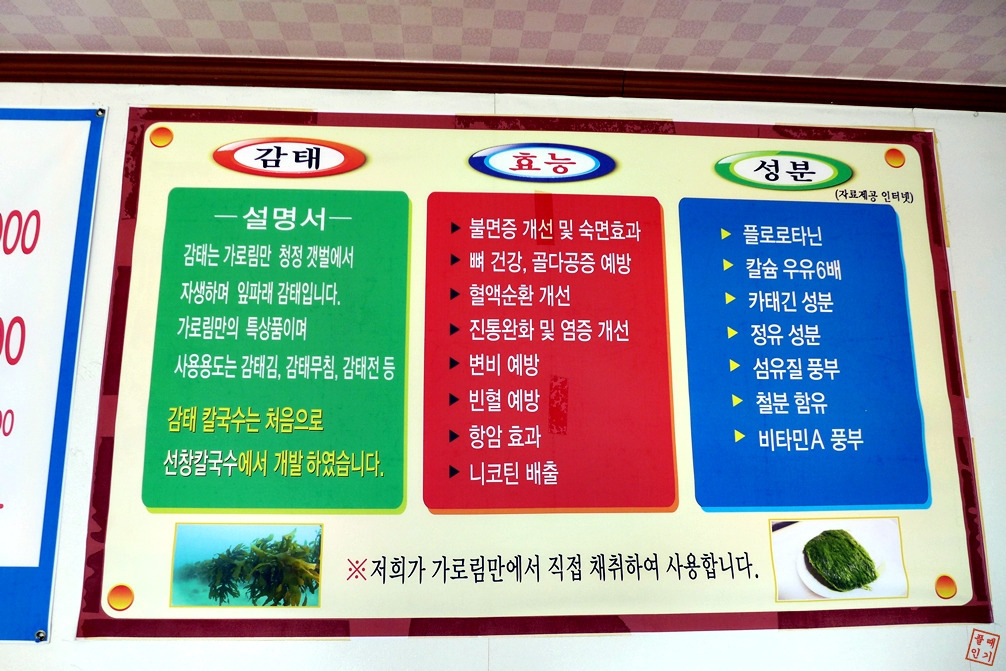 감태
-설명서-
감태는 가로림만 청정 갯벌에서
자생하며 잎파래 감태입니다.
가로림만의 특상품이며
사용용도는 감태김, 감태무침, 감태전 등
감태 칼국수는 처음으로
선창칼국수에서 개발 하였습니다.
효능
▶ 불면증 개선 및 숙면효과
▶ 뼈 건강, 골다공증 예방
▶ 혈액순환 개선
▶ 진통완화 및 염증 개선
▶ 변비 예방
▶ 빈혈 예방
▶ 항암 효과
▶ 니코틴 배출
성분
(자료제공 인터넷)
▶ 플로로타닌
▶ 칼슘 우유6배
▶ 카태긴 성분
▶ 정유 성분
▶ 섬유질 풍부
▶ 철분 함유
▶ 비타민A 풍부
※저희가 가로림만에서 직접 채취하여 사용합니다.
000
00
00